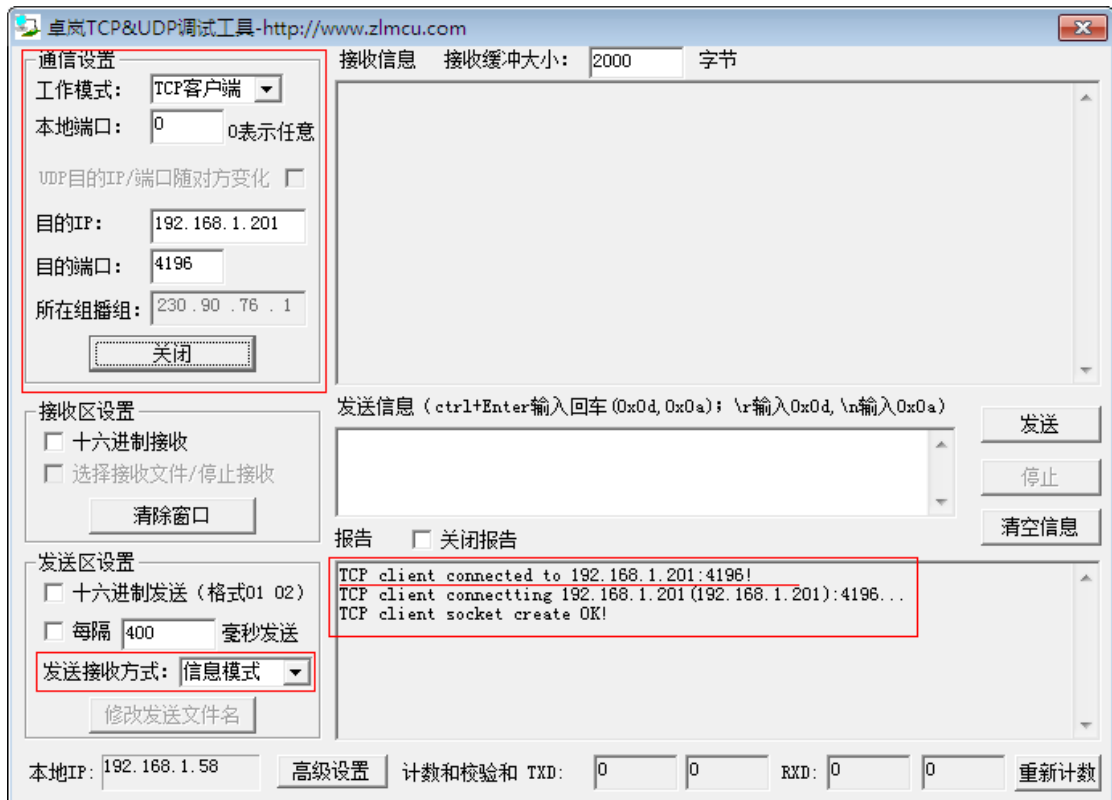 卓岚TCP&UDP调试工具-http://www.zlmcu.com
通信设置
工作模式: TCP客户端
本地端口: 0 0表示任意
UDP目的IP/端口随对方变化
目的IP: 192.168.1.201
目的端口: 4196
所在组播组: 230 . 90 . 76 . 1
关闭
接收区设置
十六进制接收
选择接收文件/停止接收
清除窗口
发送区设置
十六进制发送（格式01 02）
每隔 400 毫秒发送
发送接收方式: 信息模式
修改发送文件名
接收信息 接收缓冲大小: 2000 字节
发送信息（ctrl+Enter输入回车(0x0d,0x0a); \r输入0x0d,\n输入0x0a）
发送
停止
清空信息
报告 关闭报告
TCP client connected to 192.168.1.201:4196!
TCP client connectting 192.168.1.201(192.168.1.201):4196...
TCP client socket create OK!
本地IP: 192.168.1.58 高级设置 计数和校验和 TXD: 0 0 RXD: 0 0 重新计数